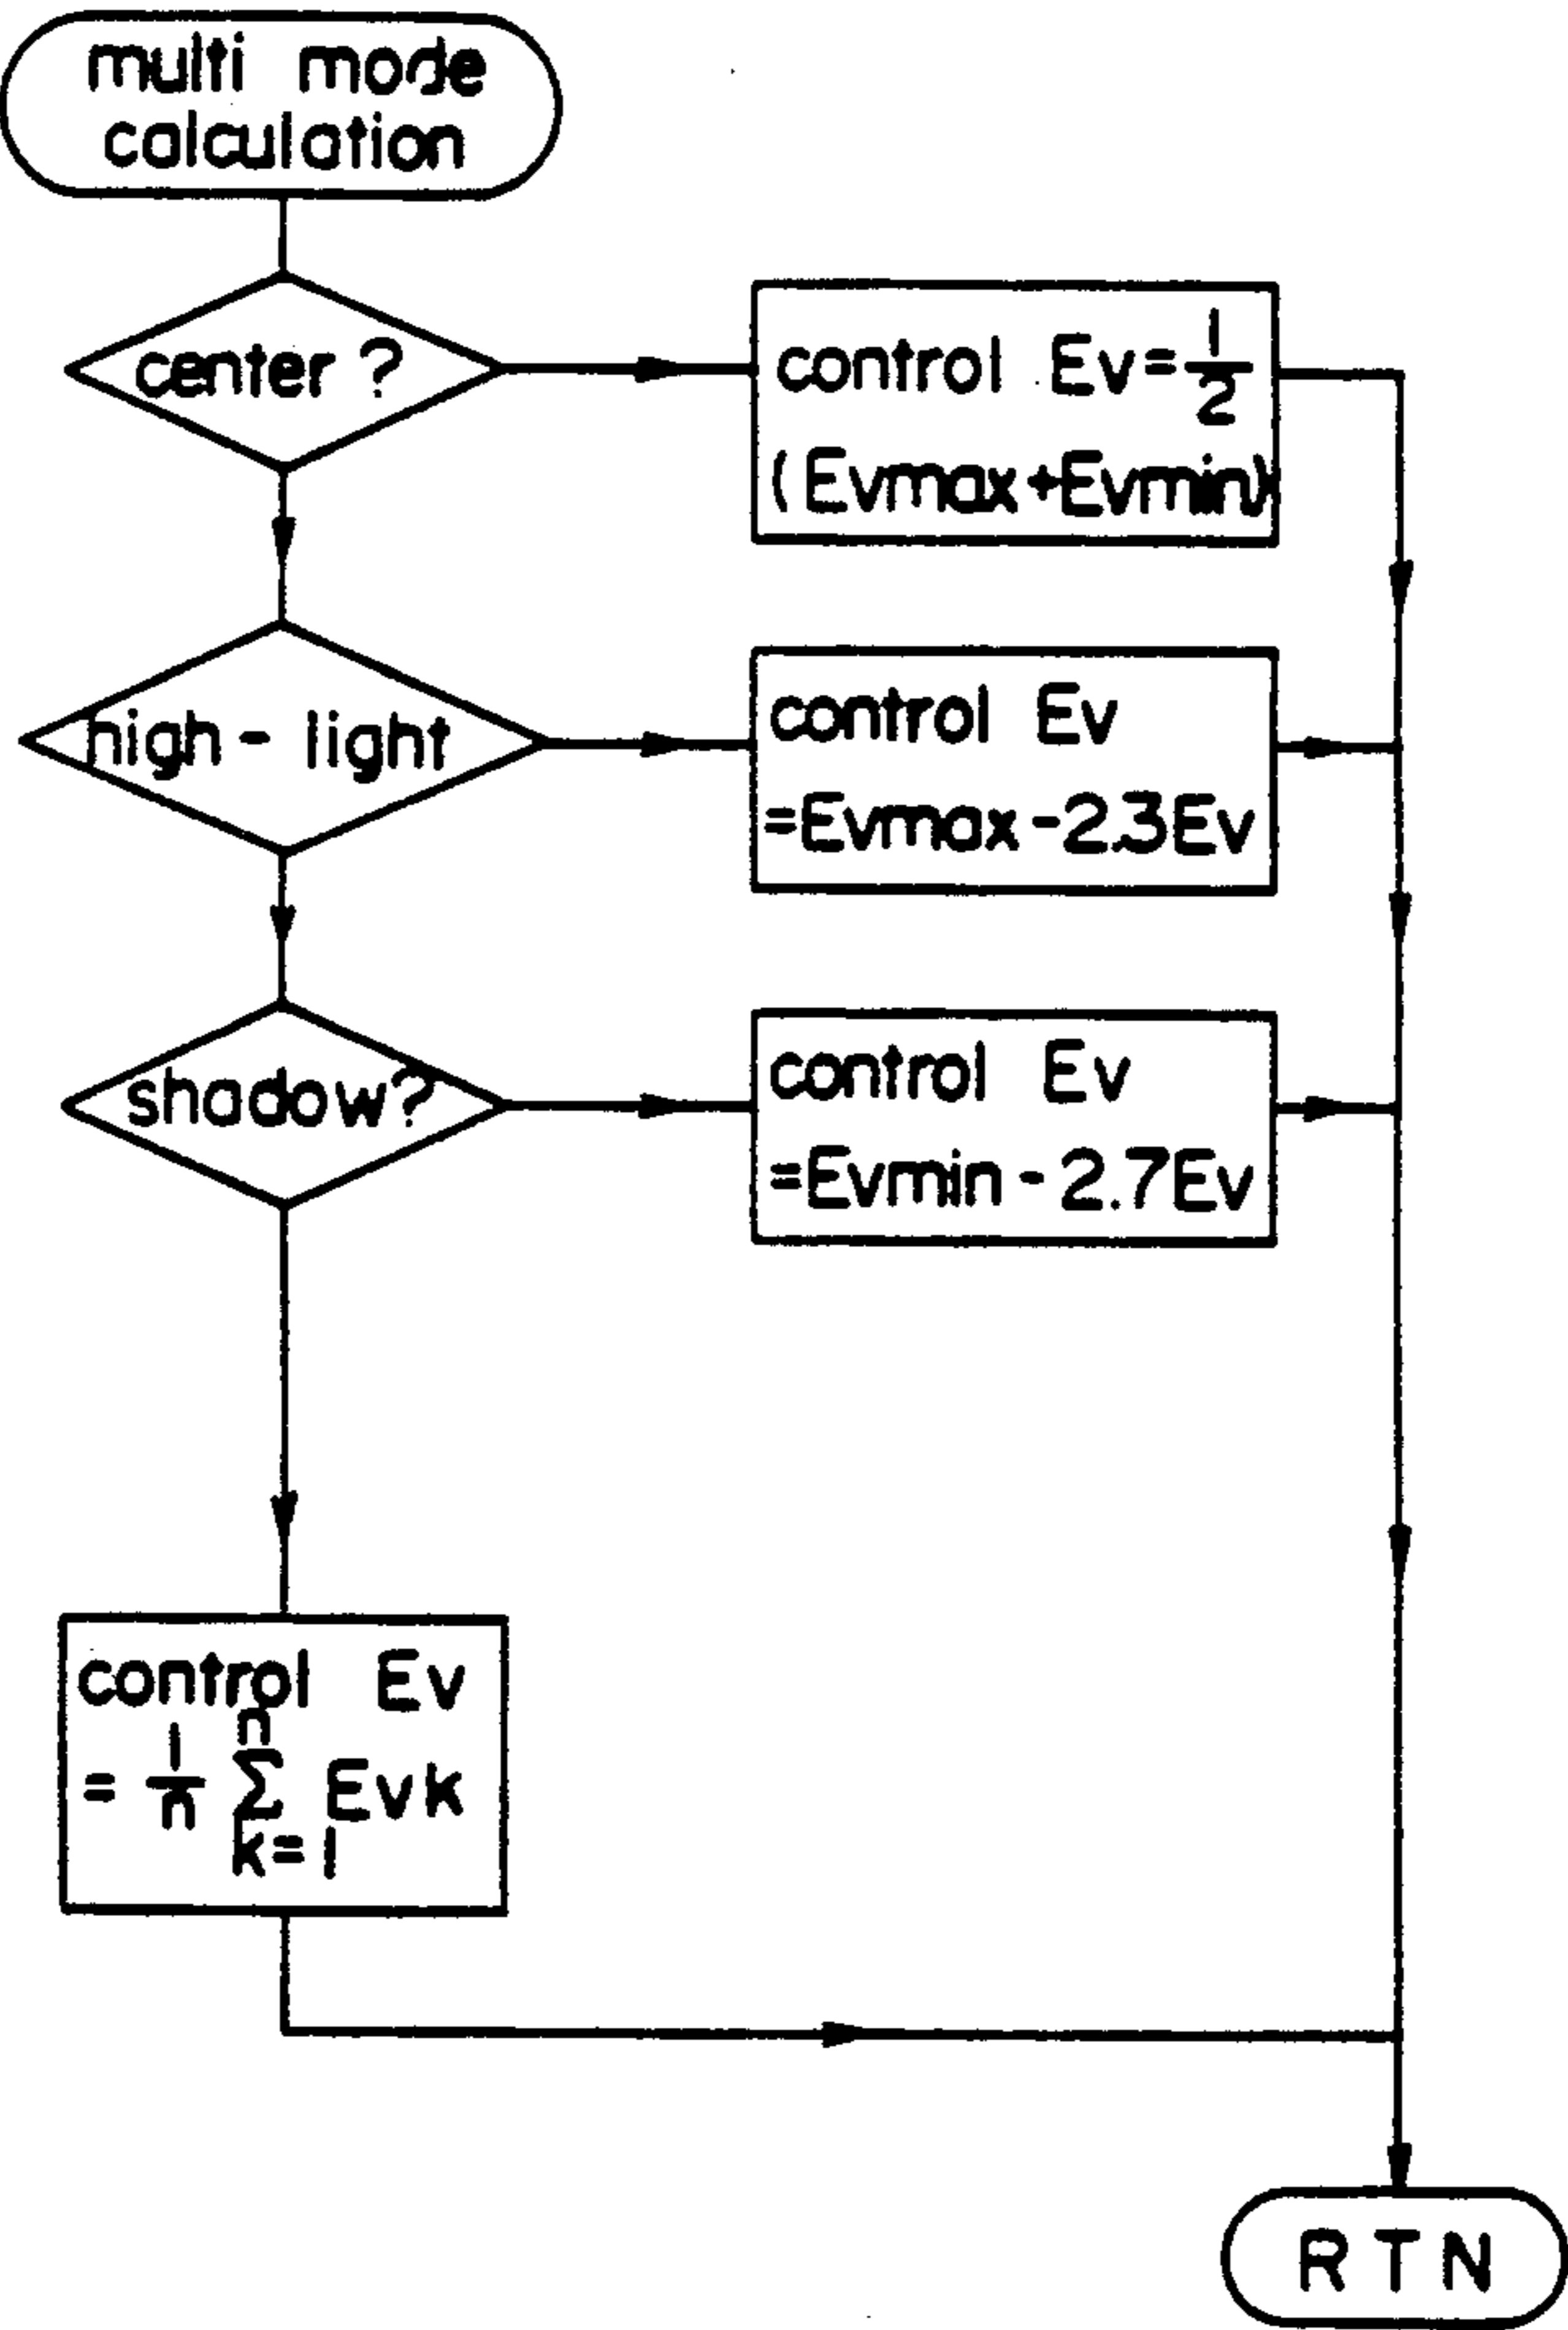 multi mode
calculation
center ?
control Ev=1/2
(Evmax+Evmin)
high-light
control Ev
=Evmax-2.3Ev
shadow?
control Ev
=Evmin-2.7Ev
control Ev
= 1/n n Σ k=1 Evk
RTN